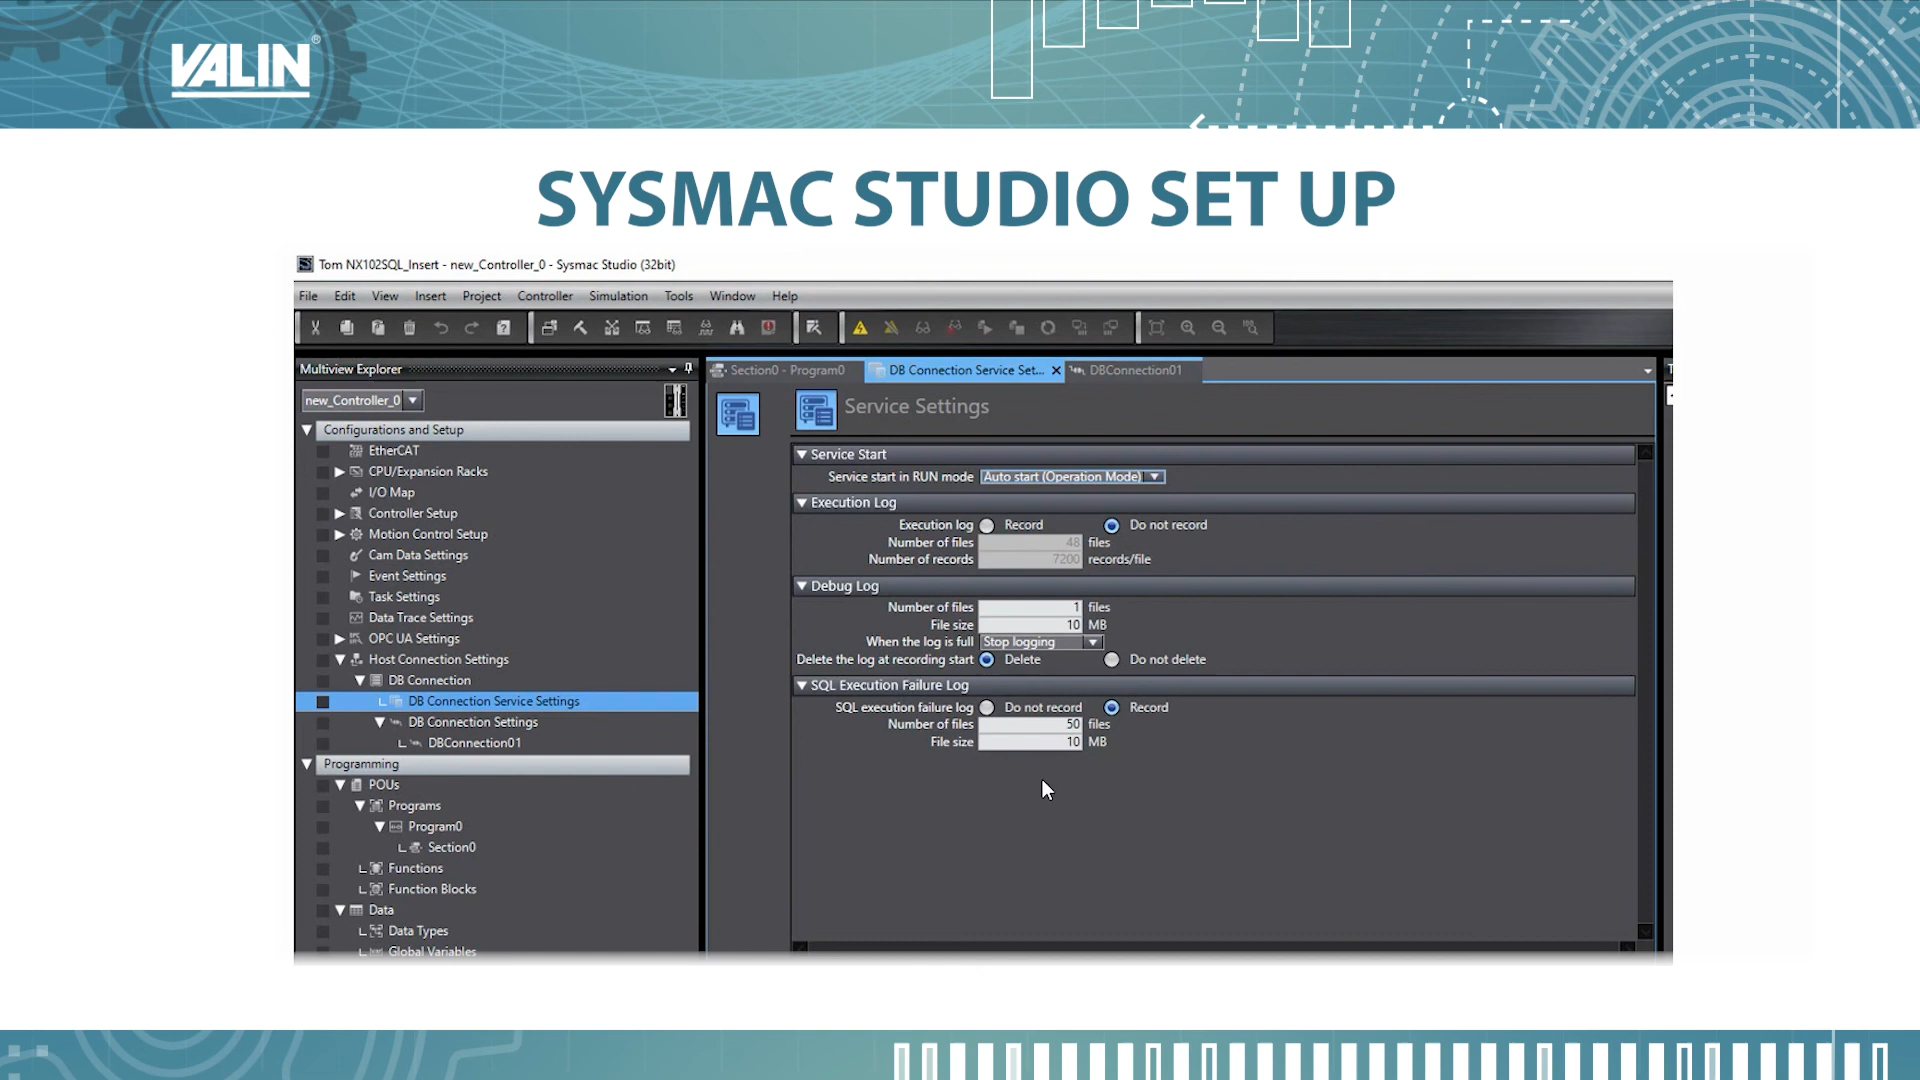 VALIN®
SYSMAC STUDIO SET UP
Tom NX102SQL_Insert - new_Controller_0 - Sysmac Studio (32bit)
File Edit View Insert Project Controller Simulation Tools Window Help
Multiview Explorer
new_Controller_0
Configurations and Setup
EtherCAT
CPU/Expansion Racks
I/O Map
Controller Setup
Motion Control Setup
Cam Data Settings
Event Settings
Task Settings
Data Trace Settings
OPC UA Settings
Host Connection Settings
DB Connection
DB Connection Service Settings
DB Connection Settings
DBConnection01
Programming
POUs
Programs
Program0
Section0
Functions
Function Blocks
Data
Data Types
Global Variables
Section0 - Program0 DB Connection Service Set... DBConnection01
Service Settings
Service Start
Service start in RUN mode Auto start (Operation Mode)
Execution Log
Execution log Record Do not record
Number of files 48 files
Number of records 7200 records/file
Debug Log
Number of files 1 files
File size 10 MB
When the log is full Stop logging
Delete the log at recording start Delete Do not delete
SQL Execution Failure Log
SQL execution failure log Do not record Record
Number of files 50 files
File size 10 MB